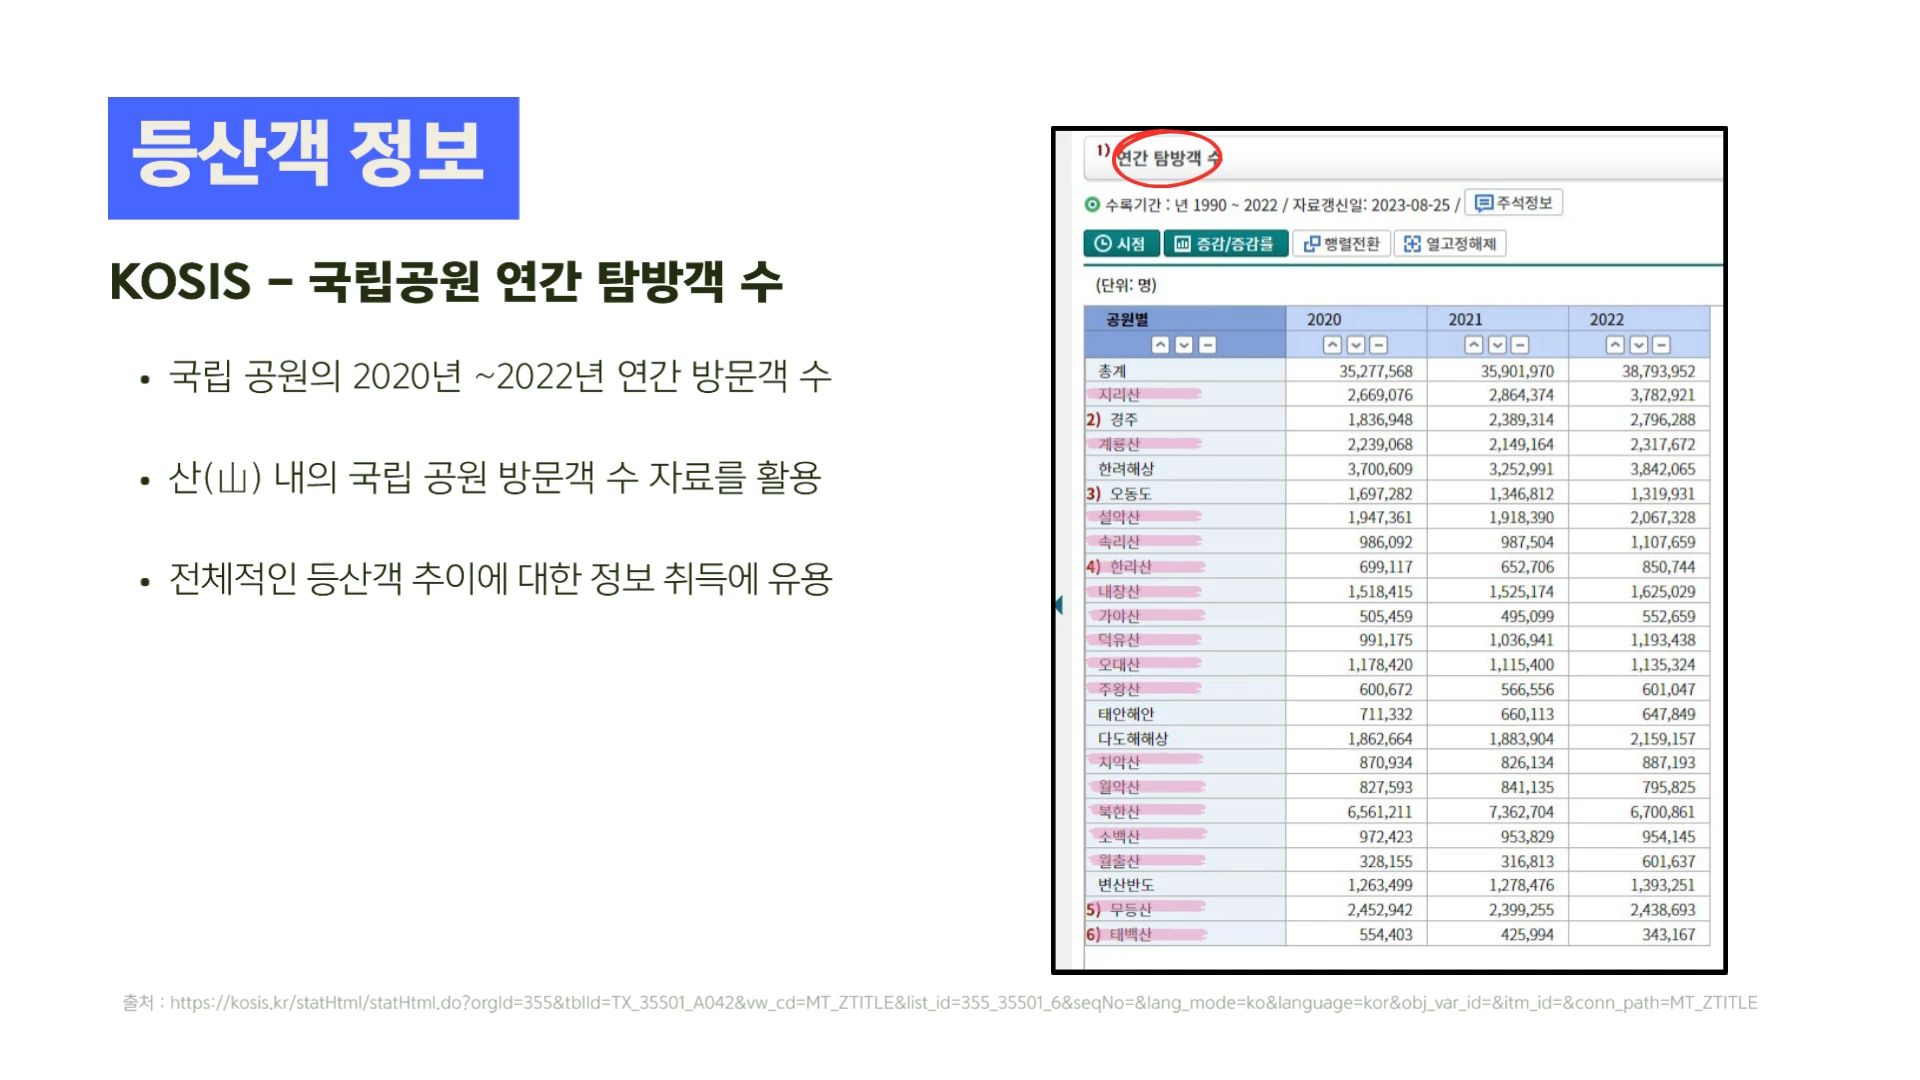 등산객 정보
KOSIS – 국립공원 연간 탐방객 수
• 국립 공원의 2020년 ~2022년 연간 방문객 수
• 산(山) 내의 국립 공원 방문객 수 자료를 활용
• 전체적인 등산객 추이에 대한 정보 취득에 유용
1) 연간 탐방객 수
수록기간 : 년 1990 ~ 2022 / 자료갱신일: 2023-08-25 / 주석정보
시점 증감/증감률 행렬전환 열고정해제
(단위: 명)
공원별 2020 2021 2022
총계 35,277,568 35,901,970 38,793,952
지리산 2,669,076 2,864,374 3,782,921
2) 경주 1,836,948 2,389,314 2,796,288
계룡산 2,239,068 2,149,164 2,317,672
한려해상 3,700,609 3,252,991 3,842,065
3) 오동도 1,697,282 1,346,812 1,319,931
설악산 1,947,361 1,918,390 2,067,328
속리산 986,092 987,504 1,107,659
4) 한라산 699,117 652,706 850,744
내장산 1,518,415 1,525,174 1,625,029
가야산 505,459 495,099 552,659
덕유산 991,175 1,036,941 1,193,438
오대산 1,178,420 1,115,400 1,135,324
주왕산 600,672 566,556 601,047
태안해안 711,332 660,113 647,849
다도해해상 1,862,664 1,883,904 2,159,157
치악산 870,934 826,134 887,193
월악산 827,593 841,135 795,825
북한산 6,561,211 7,362,704 6,700,861
소백산 972,423 953,829 954,145
월출산 328,155 316,813 601,637
변산반도 1,263,499 1,278,476 1,393,251
5) 무등산 2,452,942 2,399,255 2,438,693
6) 태백산 554,403 425,994 343,167
출처 : https://kosis.kr/statHtml/statHtml.do?orgId=355&tblId=TX_35501_A042&vw_cd=MT_ZTITLE&list_id=355_35501_6&seqNo=&lang_mode=ko&language=kor&obj_var_id=&itm_id=&conn_path=MT_ZTITLE